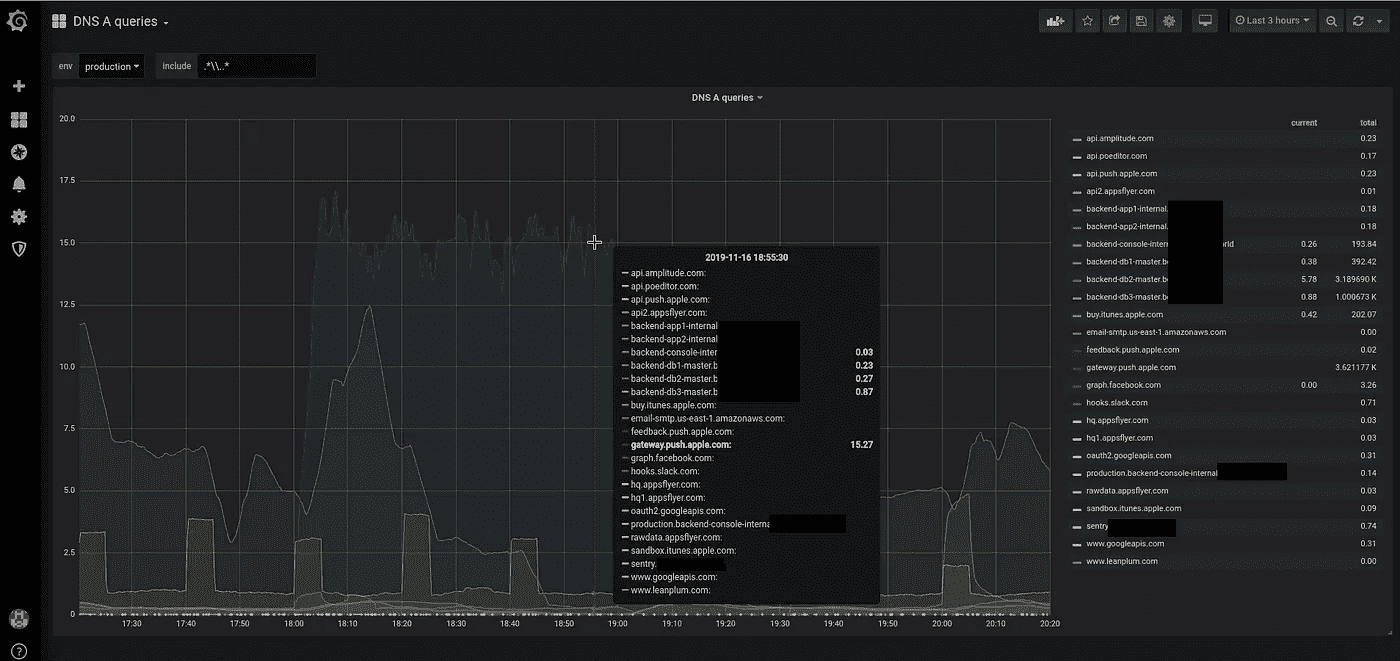 DNS A queries
Last 3 hours
env production include .*\\..*
DNS A queries
20.0
17.5
15.0
12.5
10.0
7.5
5.0
2.5
0
17:30 17:40 17:50 18:00 18:10 18:20 18:30 18:40 18:50 19:00 19:10 19:20 19:30 19:40 19:50 20:00 20:10 20:20
2019-11-16 18:55:30
api.amplitude.com:
api.poeditor.com:
api.push.apple.com:
api2.appsflyer.com:
backend-app1-internal
backend-app2-internal
backend-console-inter 0.03
backend-db1-master.b 0.23
backend-db2-master.b 0.27
backend-db3-master.b 0.87
buy.itunes.apple.com:
email-smtp.us-east-1.amazonaws.com:
feedback.push.apple.com:
gateway.push.apple.com: 15.27
graph.facebook.com:
hooks.slack.com:
hq.appsflyer.com:
hq1.appsflyer.com:
oauth2.googleapis.com:
production.backend-console-interna
rawdata.appsflyer.com:
sandbox.itunes.apple.com:
sentry.
www.googleapis.com:
www.leanplum.com:
current total
api.amplitude.com 0.23
api.poeditor.com 0.17
api.push.apple.com 0.23
api2.appsflyer.com 0.01
backend-app1-internal. 0.18
backend-app2-internal. 0.18
backend-console-intern rld 0.26 193.84
backend-db1-master.b 0.38 392.42
backend-db2-master.b 5.78 3.189690 K
backend-db3-master.b 0.88 1.000673 K
buy.itunes.apple.com 0.42 202.07
email-smtp.us-east-1.amazonaws.com 0.00
feedback.push.apple.com 0.02
gateway.push.apple.com 3.621177 K
graph.facebook.com 0.00 3.26
hooks.slack.com 0.71
hq.appsflyer.com 0.03
hq1.appsflyer.com 0.03
oauth2.googleapis.com 0.31
production.backend-console-internal 0.14
rawdata.appsflyer.com 0.03
sandbox.itunes.apple.com 0.09
sentry 0.74
www.googleapis.com 0.31
www.leanplum.com 0.00